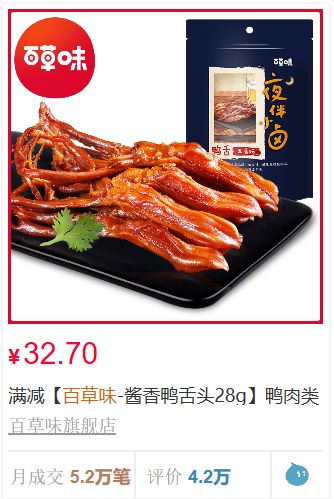 百草味
百草味
夜伴小卤
鸭舌
¥32.70
满减【百草味-酱香鸭舌头28g】鸭肉类
百草味旗舰店
月成交 5.2万笔 评价 4.2万